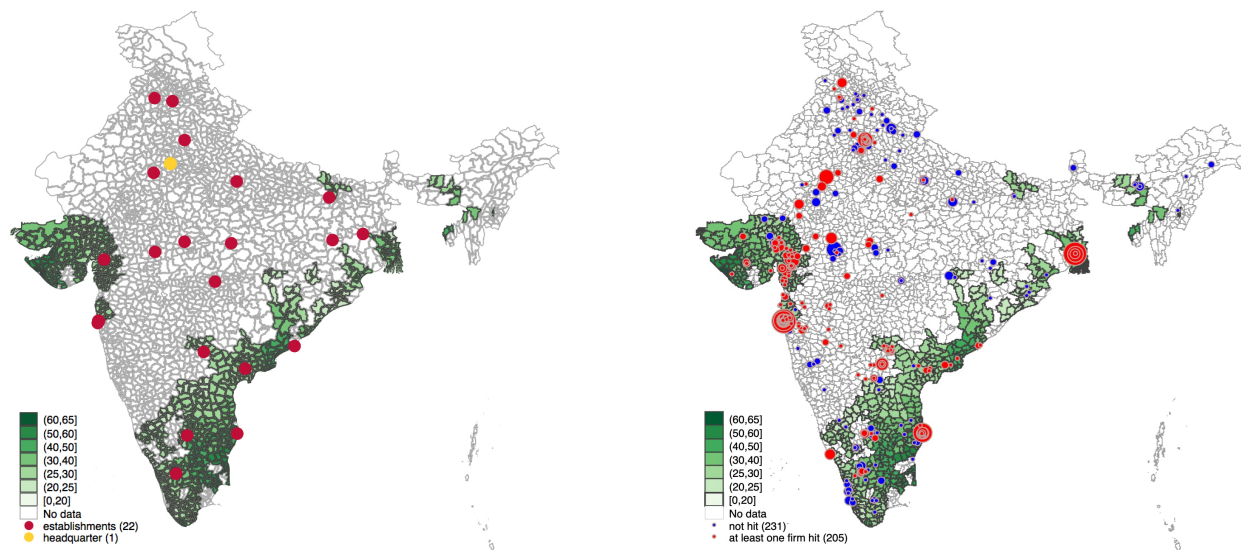 (60,65]
(50,60]
(40,50]
(30,40]
(25,30]
(20,25]
[0,20]
No data
establishments (22)
headquarter (1)
(60,65]
(50,60]
(40,50]
(30,40]
(25,30]
(20,25]
[0,20]
No data
not hit (231)
at least one firm hit (205)